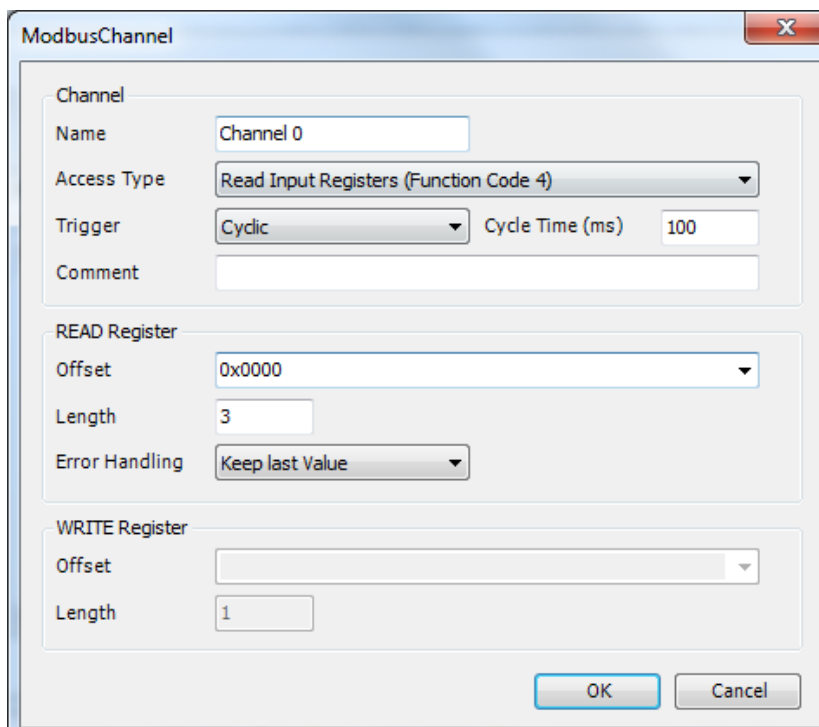 ModbusChannel
Channel
Name Channel 0
Access Type Read Input Registers (Function Code 4)
Trigger Cyclic Cycle Time (ms) 100
Comment
READ Register
Offset 0x0000
Length 3
Error Handling Keep last Value
WRITE Register
Offset
Length 1
OK Cancel